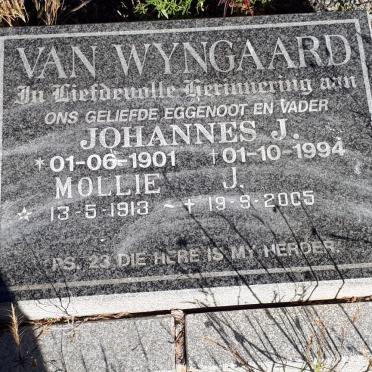 VAN WYNGAARD
In Liefdevolle Herinnering aan
ONS GELIEFDE EGGENOOT EN VADER
JOHANNES J.
*01-06-1901 †01-10-1994
MOLLIE J.
☆ 13-5-1913 ~ † 19-9-2005
PS. 23 DIE HERE IS MY HERDER